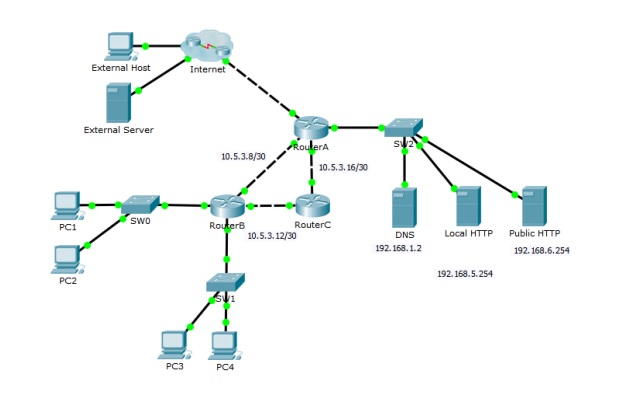 External Host
Internet
External Server
RouterA
SW2
10.5.3.8/30
10.5.3.16/30
PC1
SW0
RouterB
RouterC
DNS
Local HTTP
Public HTTP
10.5.3.12/30
192.168.1.2
192.168.6.254
PC2
192.168.5.254
SW1
PC3
PC4